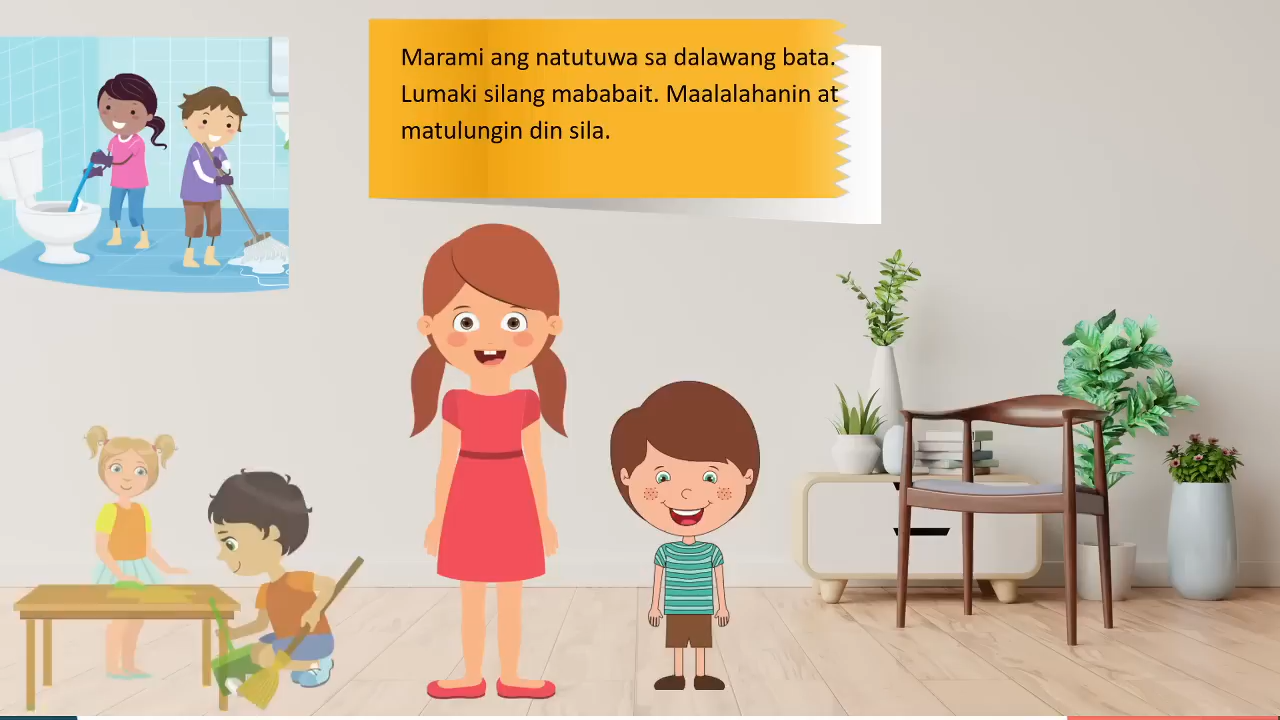 Marami ang natutuwa sa dalawang bata.
Lumaki silang mababait. Maalalahanin at
matulungin din sila.